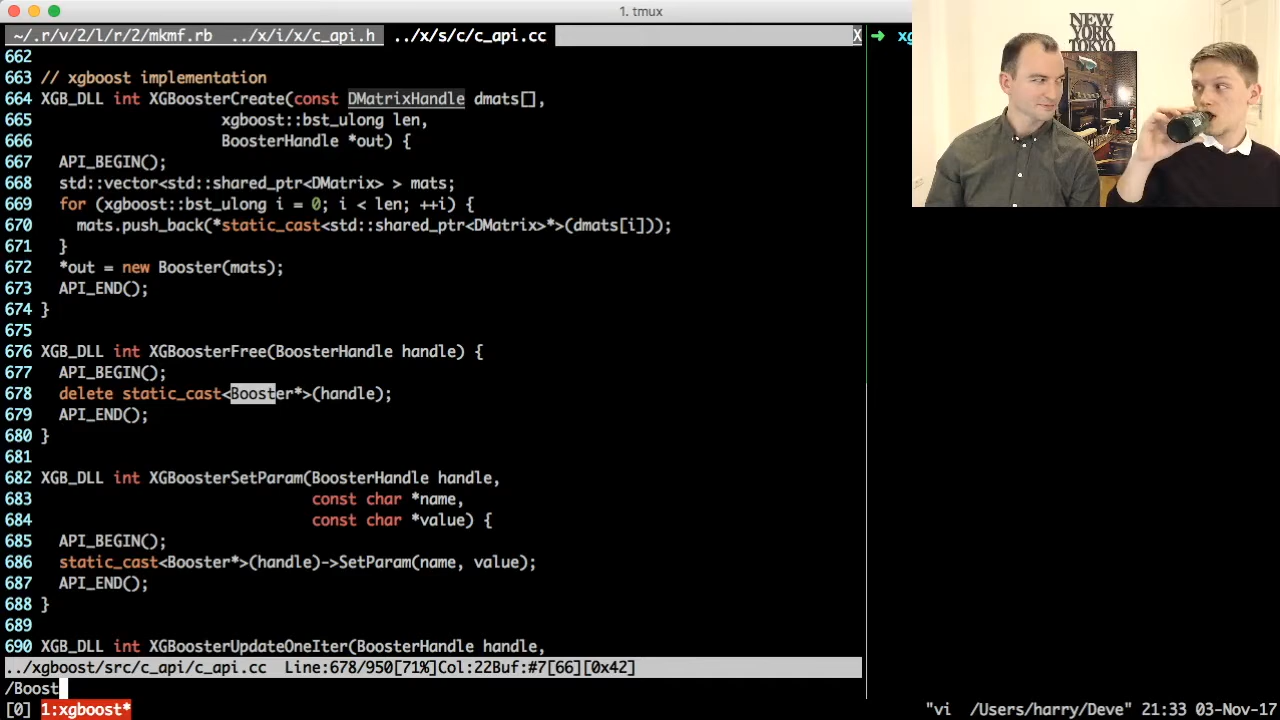 1. tmux
~/.r/v/2/l/r/2/mkmf.rb ../x/i/x/c_api.h ../x/s/c/c_api.cc X
➜ xg
NEW
YORK
TOKYO
662
663 // xgboost implementation
664 XGB_DLL int XGBoosterCreate(const DMatrixHandle dmats[],
665 xgboost::bst_ulong len,
666 BoosterHandle *out) {
667 API_BEGIN();
668 std::vector<std::shared_ptr<DMatrix> > mats;
669 for (xgboost::bst_ulong i = 0; i < len; ++i) {
670 mats.push_back(*static_cast<std::shared_ptr<DMatrix>*>(dmats[i]));
671 }
672 *out = new Booster(mats);
673 API_END();
674 }
675
676 XGB_DLL int XGBoosterFree(BoosterHandle handle) {
677 API_BEGIN();
678 delete static_cast<Booster*>(handle);
679 API_END();
680 }
681
682 XGB_DLL int XGBoosterSetParam(BoosterHandle handle,
683 const char *name,
684 const char *value) {
685 API_BEGIN();
686 static_cast<Booster*>(handle)->SetParam(name, value);
687 API_END();
688 }
689
690 XGB_DLL int XGBoosterUpdateOneIter(BoosterHandle handle,
../xgboost/src/c_api/c_api.cc Line:678/950[71%]Col:22Buf:#7[66][0x42]
/Boost
[0] 1:xgboost* "vi /Users/harry/Deve" 21:33 03-Nov-17